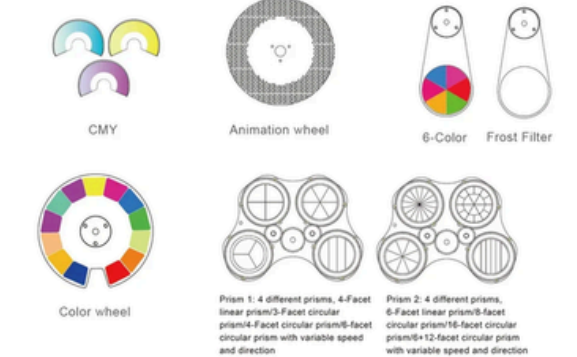 CMY
Animation wheel
6-Color
Frost Filter
Color wheel
Prism 1: 4 different prisms, 4-Facet
linear prism/3-Facet circular
prism/4-Facet circular prism/6-facet
circular prism with variable speed
and direction
Prism 2: 4 different prisms,
6-Facet linear prism/8-facet
circular prism/16-facet circular
prism/6+12-facet circular prism
with variable speed and direction